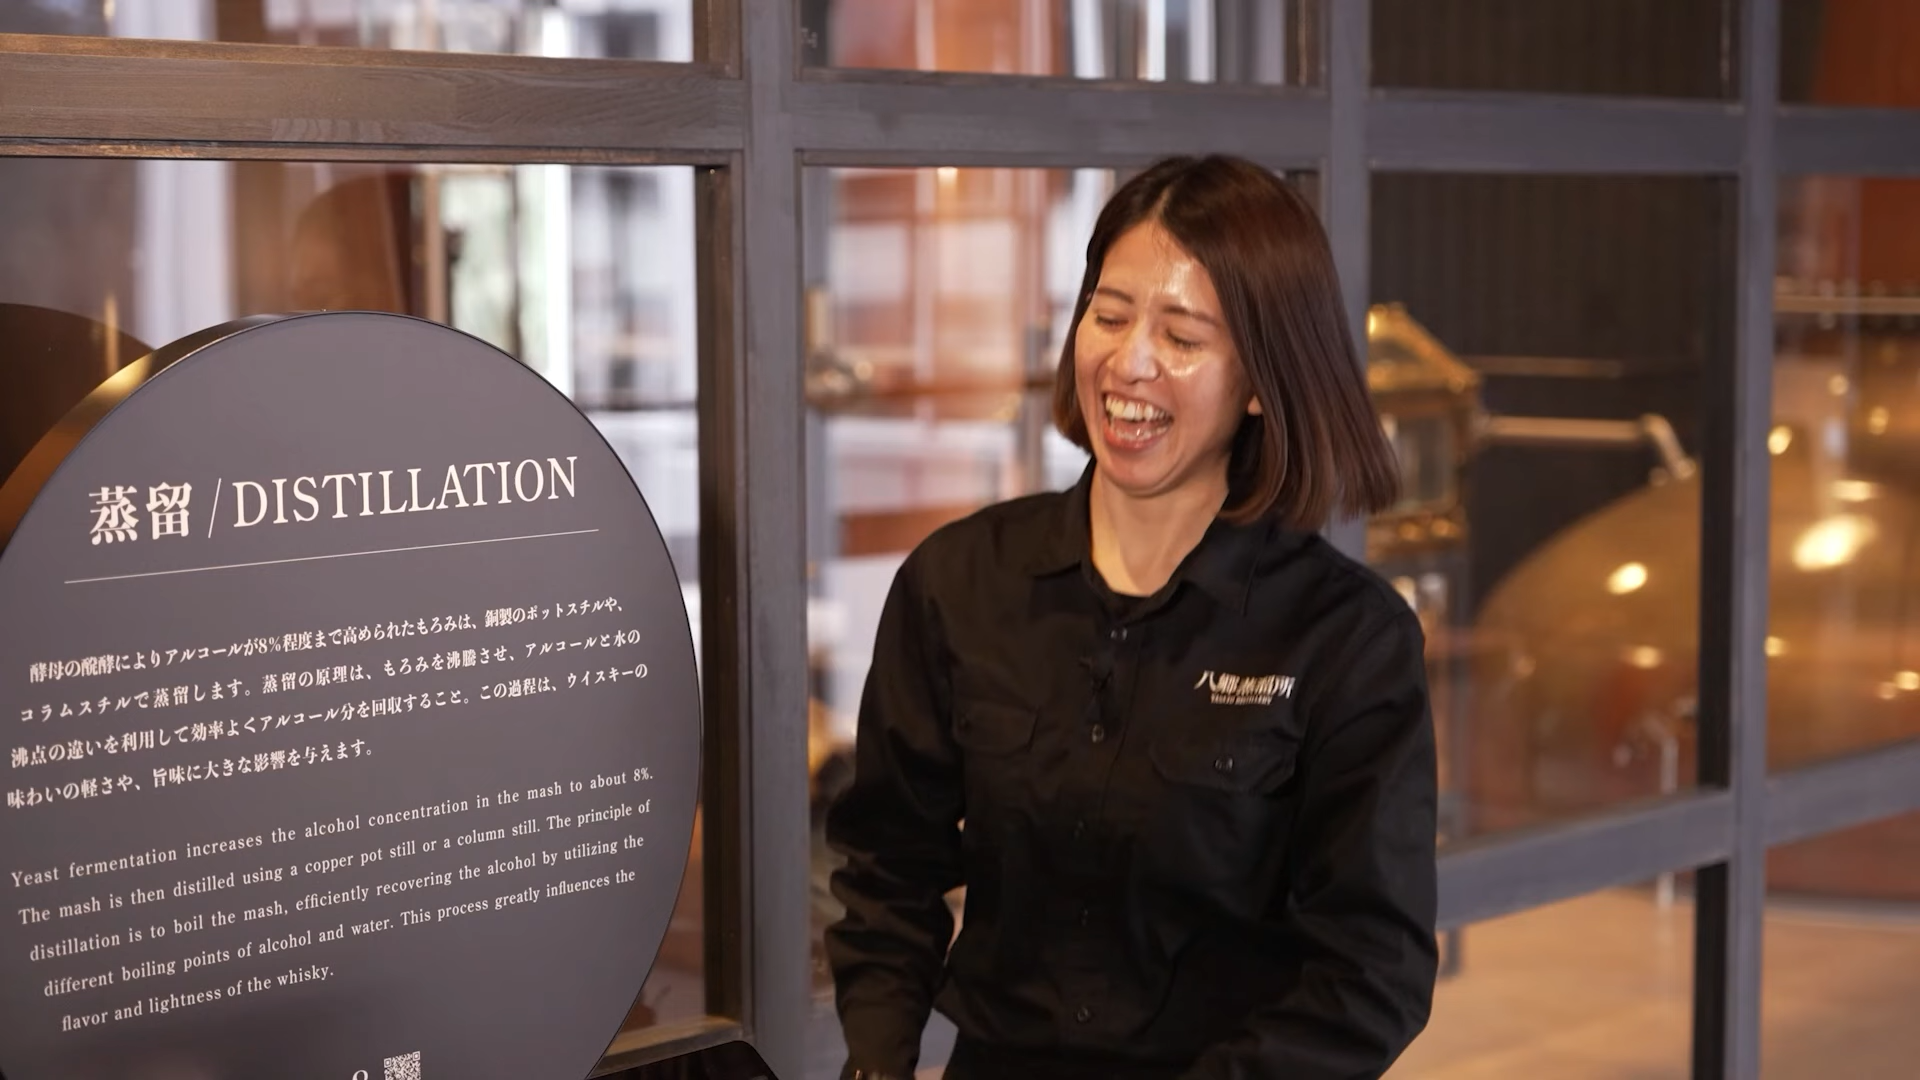 蒸留/DISTILLATION
酵母の醗酵によりアルコールが8%程度まで高められたもろみは、銅製のポットスチルや、
コラムスチルで蒸留します。蒸留の原理は、もろみを沸騰させ、アルコールと水の
沸点の違いを利用して効率よくアルコール分を回収すること。この過程は、ウイスキーの
味わいの軽さや、旨味に大きな影響を与えます。
Yeast fermentation increases the alcohol concentration in the mash to about 8%.
The mash is then distilled using a copper pot still or a column still. The principle of
distillation is to boil the mash, efficiently recovering the alcohol by utilizing the
different boiling points of alcohol and water. This process greatly influences the
flavor and lightness of the whisky.
八郷蒸溜所
YASATO DISTILLERY